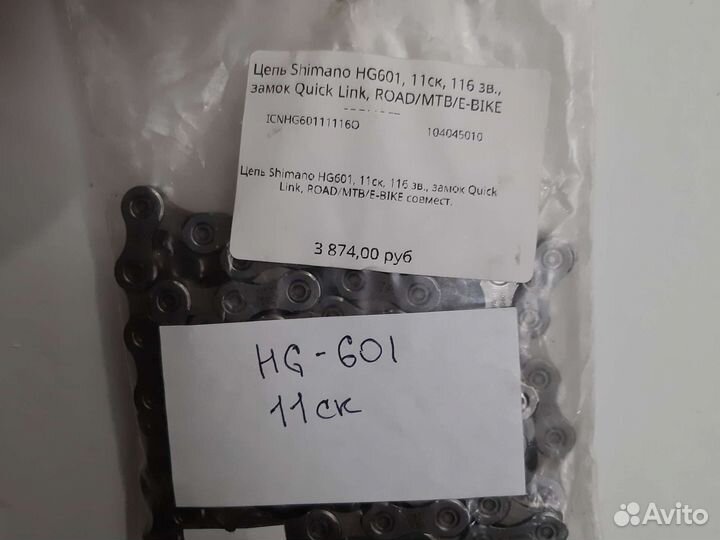 Цепь Shimano HG601, 11ск, 116 зв.,
замок Quick Link, ROAD/MTB/E-BIKE
ICNHG60111116Q 104045010
Цепь Shimano HG601, 11ск, 116 зв., замок Quick
Link, ROAD/MTB/E-BIKE совмест.
3 874,00 руб
HG-601
11ск
Avito